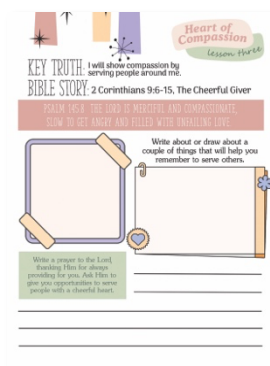 Heart of
Compassion
lesson three
KEY TRUTH: I will show compassion by
serving people around me.
BIBLE STORY: 2 Corinthians 9:6-15, The Cheerful Giver
PSALM 145:8 THE LORD IS MERCIFUL AND COMPASSIONATE,
SLOW TO GET ANGRY AND FILLED WITH UNFAILING LOVE.
Write about or draw about a
couple of things that will help you
remember to serve others.
Write a prayer to the Lord,
thanking Him for always
providing for you. Ask Him to
give you opportunities to serve
people with a cheerful heart.